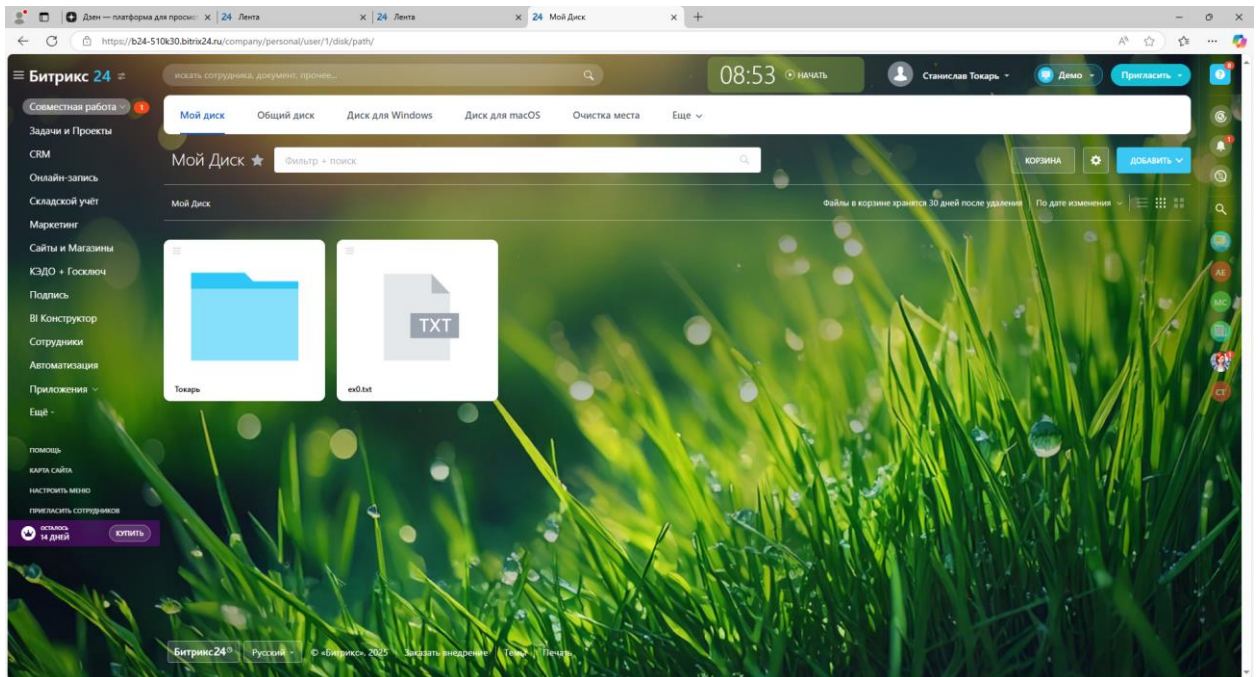 Дзен — платформа для просмо
24 Лента
24 Лента
24 Мой Диск
https://b24-510k30.bitrix24.ru/company/personal/user/1/disk/path/
Битрикс 24
искать сотрудника, документ, прочее...
08:53 НАЧАТЬ
Станислав Токарь
Демо
Пригласить
Совместная работа 1
Задачи и Проекты
CRM
Онлайн-запись
Складской учёт
Маркетинг
Сайты и Магазины
КЭДО + Госключ
Подпись
BI Конструктор
Сотрудники
Автоматизация
Приложения
Ещё -
ПОМОЩЬ
КАРТА САЙТА
НАСТРОИТЬ МЕНЮ
ПРИГЛАСИТЬ СОТРУДНИКОВ
ОСТАЛОСЬ
14 ДНЕЙ
КУПИТЬ
Мой диск Общий диск Диск для Windows Диск для macOS Очистка места Еще
Мой Диск
Фильтр + поиск
КОРЗИНА
ДОБАВИТЬ
Мой Диск
Файлы в корзине хранятся 30 дней после удаления
По дате изменения
TXT
Токарь
ex0.txt
AE
MC
CT
Битрикс24 Русский © «Битрикс», 2025 Заказать внедрение Темы Печать